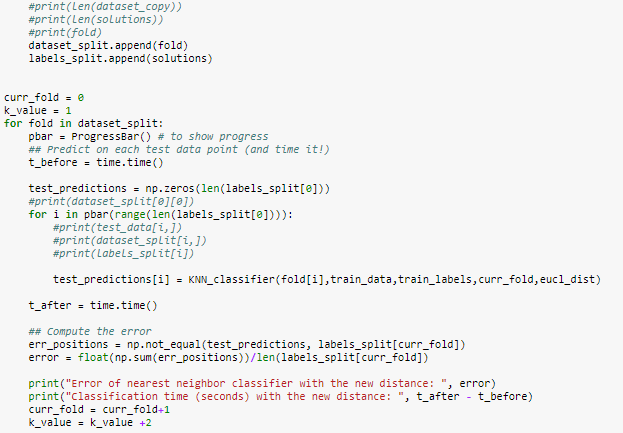 #print(len(dataset_copy))
#print(len(solutions))
#print(fold)
dataset_split.append(fold)
labels_split.append(solutions)
curr_fold = 0
k_value = 1
for fold in dataset_split:
pbar = ProgressBar() # to show progress
## Predict on each test data point (and time it!)
t_before = time.time()
test_predictions = np.zeros(len(labels_split[0]))
#print(dataset_split[0][0])
for i in pbar(range(len(labels_split[0]))):
#print(test_data[i,])
#print(dataset_split[i,])
#print(labels_split[i])
test_predictions[i] = KNN_classifier(fold[i],train_data,train_labels,curr_fold,eucl_dist)
t_after = time.time()
## Compute the error
err_positions = np.not_equal(test_predictions, labels_split[curr_fold])
error = float(np.sum(err_positions))/len(labels_split[curr_fold])
print("Error of nearest neighbor classifier with the new distance: ", error)
print("Classification time (seconds) with the new distance: ", t_after - t_before)
curr_fold = curr_fold+1
k_value = k_value +2